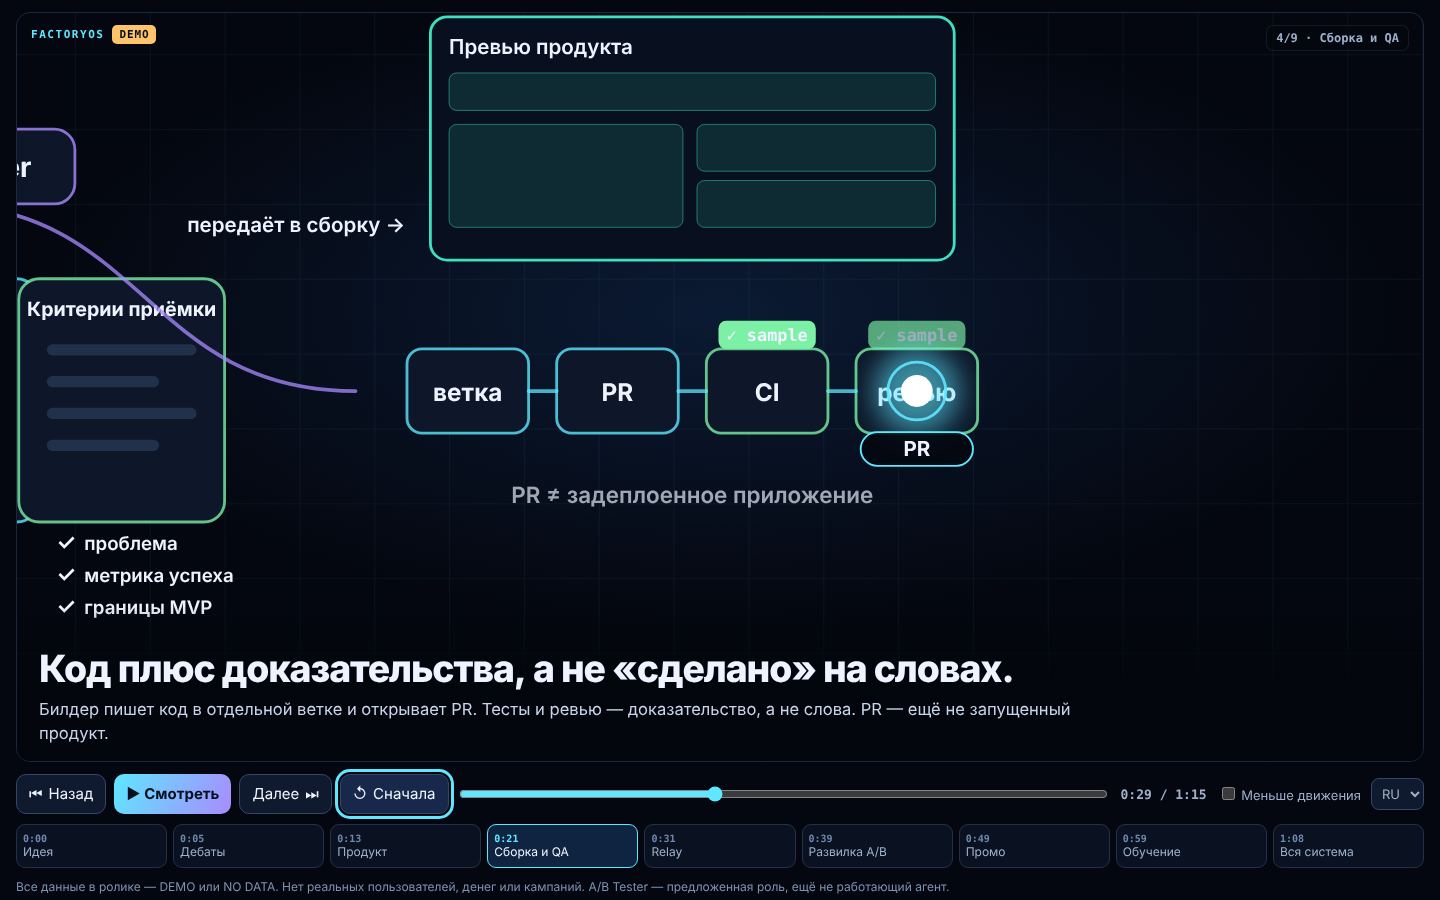 FACTORYOS DEMO
4/9 · Сборка и QA
Превью продукта
er
передаёт в сборку →
Критерии приёмки
✓ sample
✓ sample
ветка
PR
CI
ревью
PR
PR ≠ задеплоенное приложение
✓ проблема
✓ метрика успеха
✓ границы MVP
Код плюс доказательства, а не «сделано» на словах.
Билдер пишет код в отдельной ветке и открывает PR. Тесты и ревью — доказательство, а не слова. PR — ещё не запущенный
продукт.
⏮ Назад
▶ Смотреть
Далее ⏭
↺ Сначала
0:29 / 1:15
Меньше движения
RU
0:00
Идея
0:05
Дебаты
0:13
Продукт
0:21
Сборка и QA
0:31
Relay
0:39
Развилка A/B
0:49
Промо
0:59
Обучение
1:08
Вся система
Все данные в ролике — DEMO или NO DATA. Нет реальных пользователей, денег или кампаний. A/B Tester — предложенная роль, ещё не работающий агент.